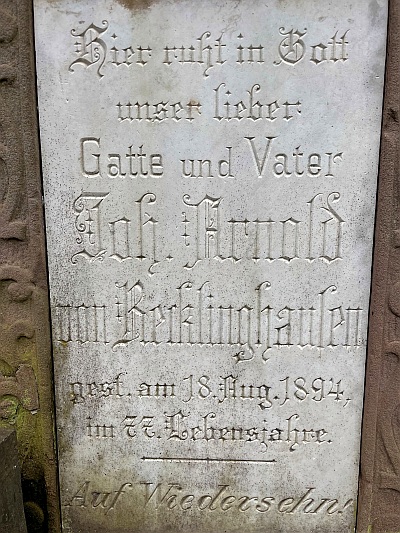 Hier ruht in Gott
unser lieber
Gatte und Vater
Joh. Arnold
von Recklinghausen
gest. am 18. Aug. 1894,
im 77. Lebensjahre.
Auf Wiedersehn!